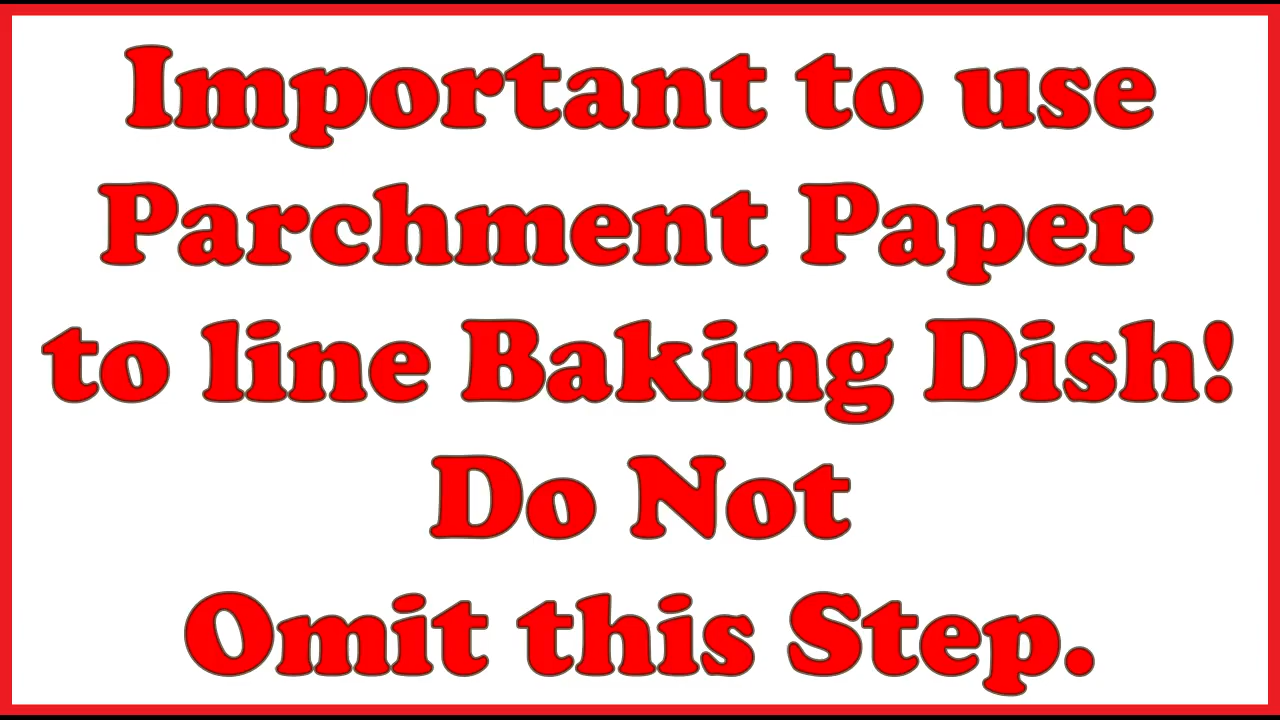 Important to use
Parchment Paper
to line Baking Dish!
Do Not
Omit this Step.